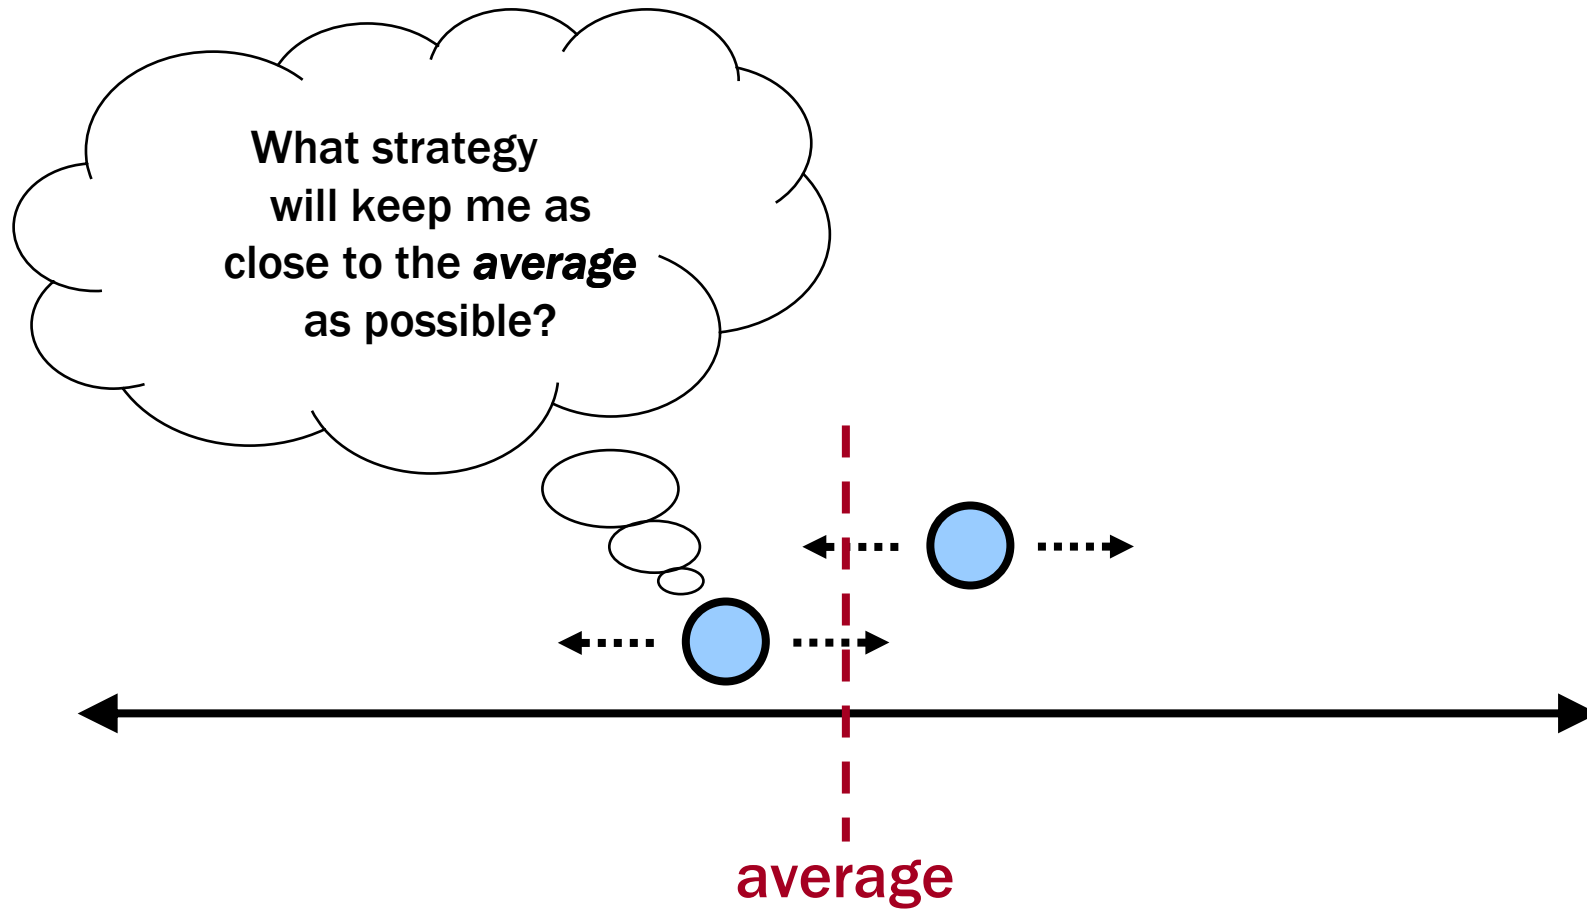 What strategy
will keep me as
close to the average
as possible?
average